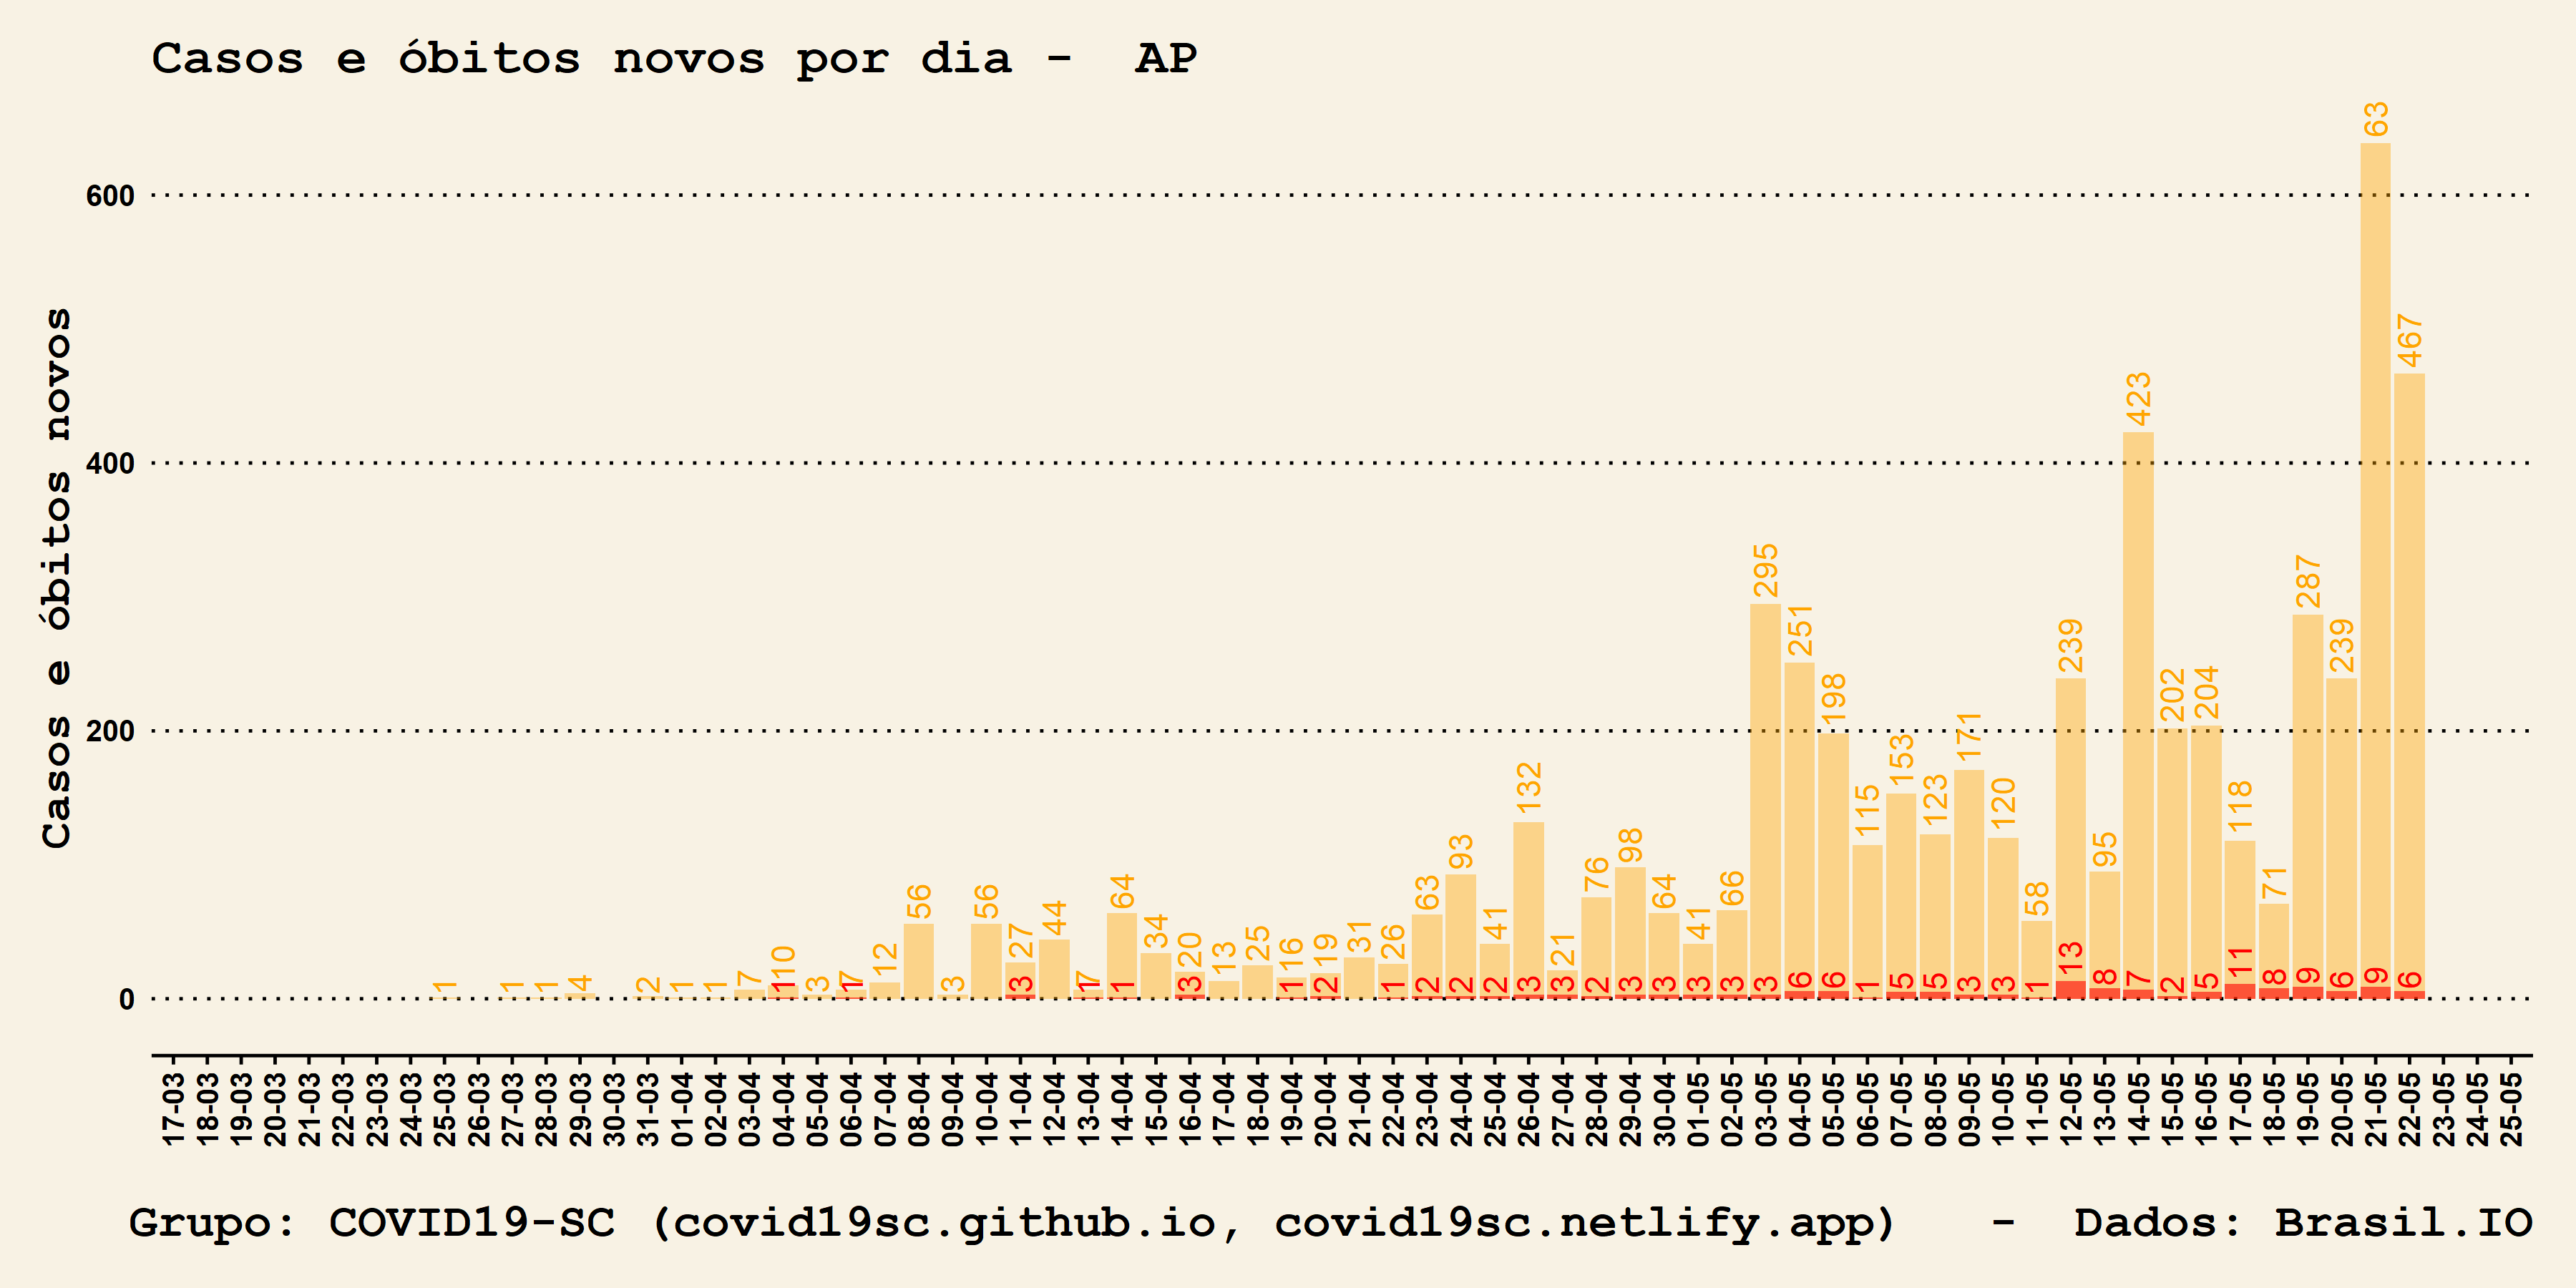 Casos e óbitos novos por dia - AP
Casos e óbitos novos
600
400
200
0
1 1 1 4 2 1 1 7 10 3 7 12 56 3 56 27 44 7 64 34 20 13 25 16 19 31 26 63 93 41 132 21 76 98 64 41 66 295 251 198 115 153 123 171 120 58 239 95 423 202 204 118 71 287 239 63 467
1 1 3 1 1 3 1 2 1 2 2 2 3 3 2 3 3 3 3 3 6 6 1 5 5 3 3 1 13 8 7 2 5 11 8 9 6 9 6
17-03 18-03 19-03 20-03 21-03 22-03 23-03 24-03 25-03 26-03 27-03 28-03 29-03 30-03 31-03 01-04 02-04 03-04 04-04 05-04 06-04 07-04 08-04 09-04 10-04 11-04 12-04 13-04 14-04 15-04 16-04 17-04 18-04 19-04 20-04 21-04 22-04 23-04 24-04 25-04 26-04 27-04 28-04 29-04 30-04 01-05 02-05 03-05 04-05 05-05 06-05 07-05 08-05 09-05 10-05 11-05 12-05 13-05 14-05 15-05 16-05 17-05 18-05 19-05 20-05 21-05 22-05 23-05 24-05 25-05
Grupo: COVID19-SC (covid19sc.github.io, covid19sc.netlify.app) - Dados: Brasil.IO